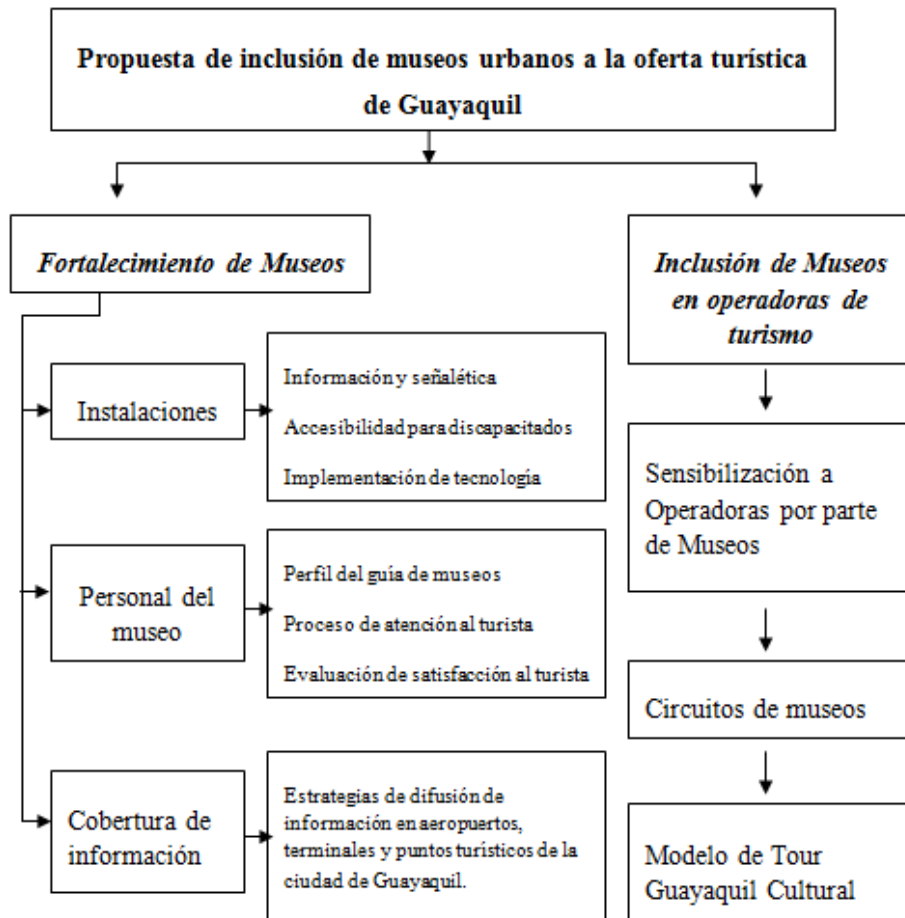 Propuesta de inclusión de museos urbanos a la oferta turística
de Guayaquil
Fortalecimiento de Museos
Instalaciones
Información y señalética
Accesibilidad para discapacitados
Implementación de tecnología
Personal del
museo
Perfil del guía de museos
Proceso de atención al turista
Evaluación de satisfacción al turista
Cobertura de
información
Estrategias de difusión de
información en aeropuertos,
terminales y puntos turísticos de la
ciudad de Guayaquil.
Inclusión de Museos
en operadoras de
turismo
Sensibilización a
Operadoras por parte
de Museos
Circuitos de museos
Modelo de Tour
Guayaquil Cultural